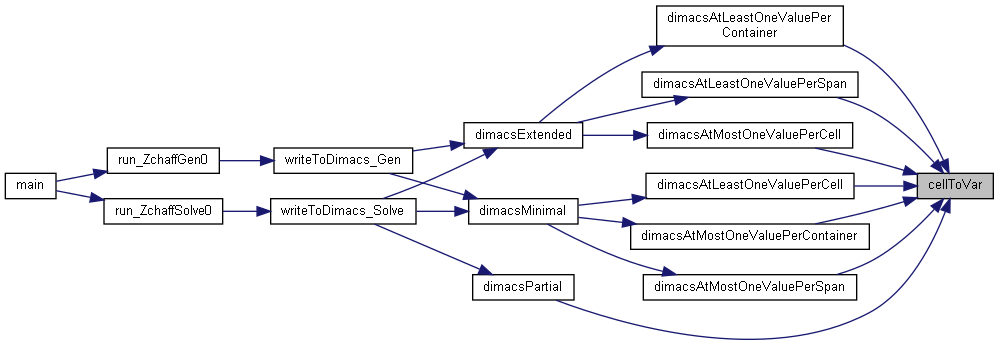 main
run_ZchaffGen0
run_ZchaffSolve0
writeToDimacs_Gen
writeToDimacs_Solve
dimacsExtended
dimacsMinimal
dimacsPartial
dimacsAtLeastOneValuePer
Container
dimacsAtLeastOneValuePerSpan
dimacsAtMostOneValuePerCell
dimacsAtLeastOneValuePerCell
dimacsAtMostOneValuePerContainer
dimacsAtMostOneValuePerSpan
cellToVar